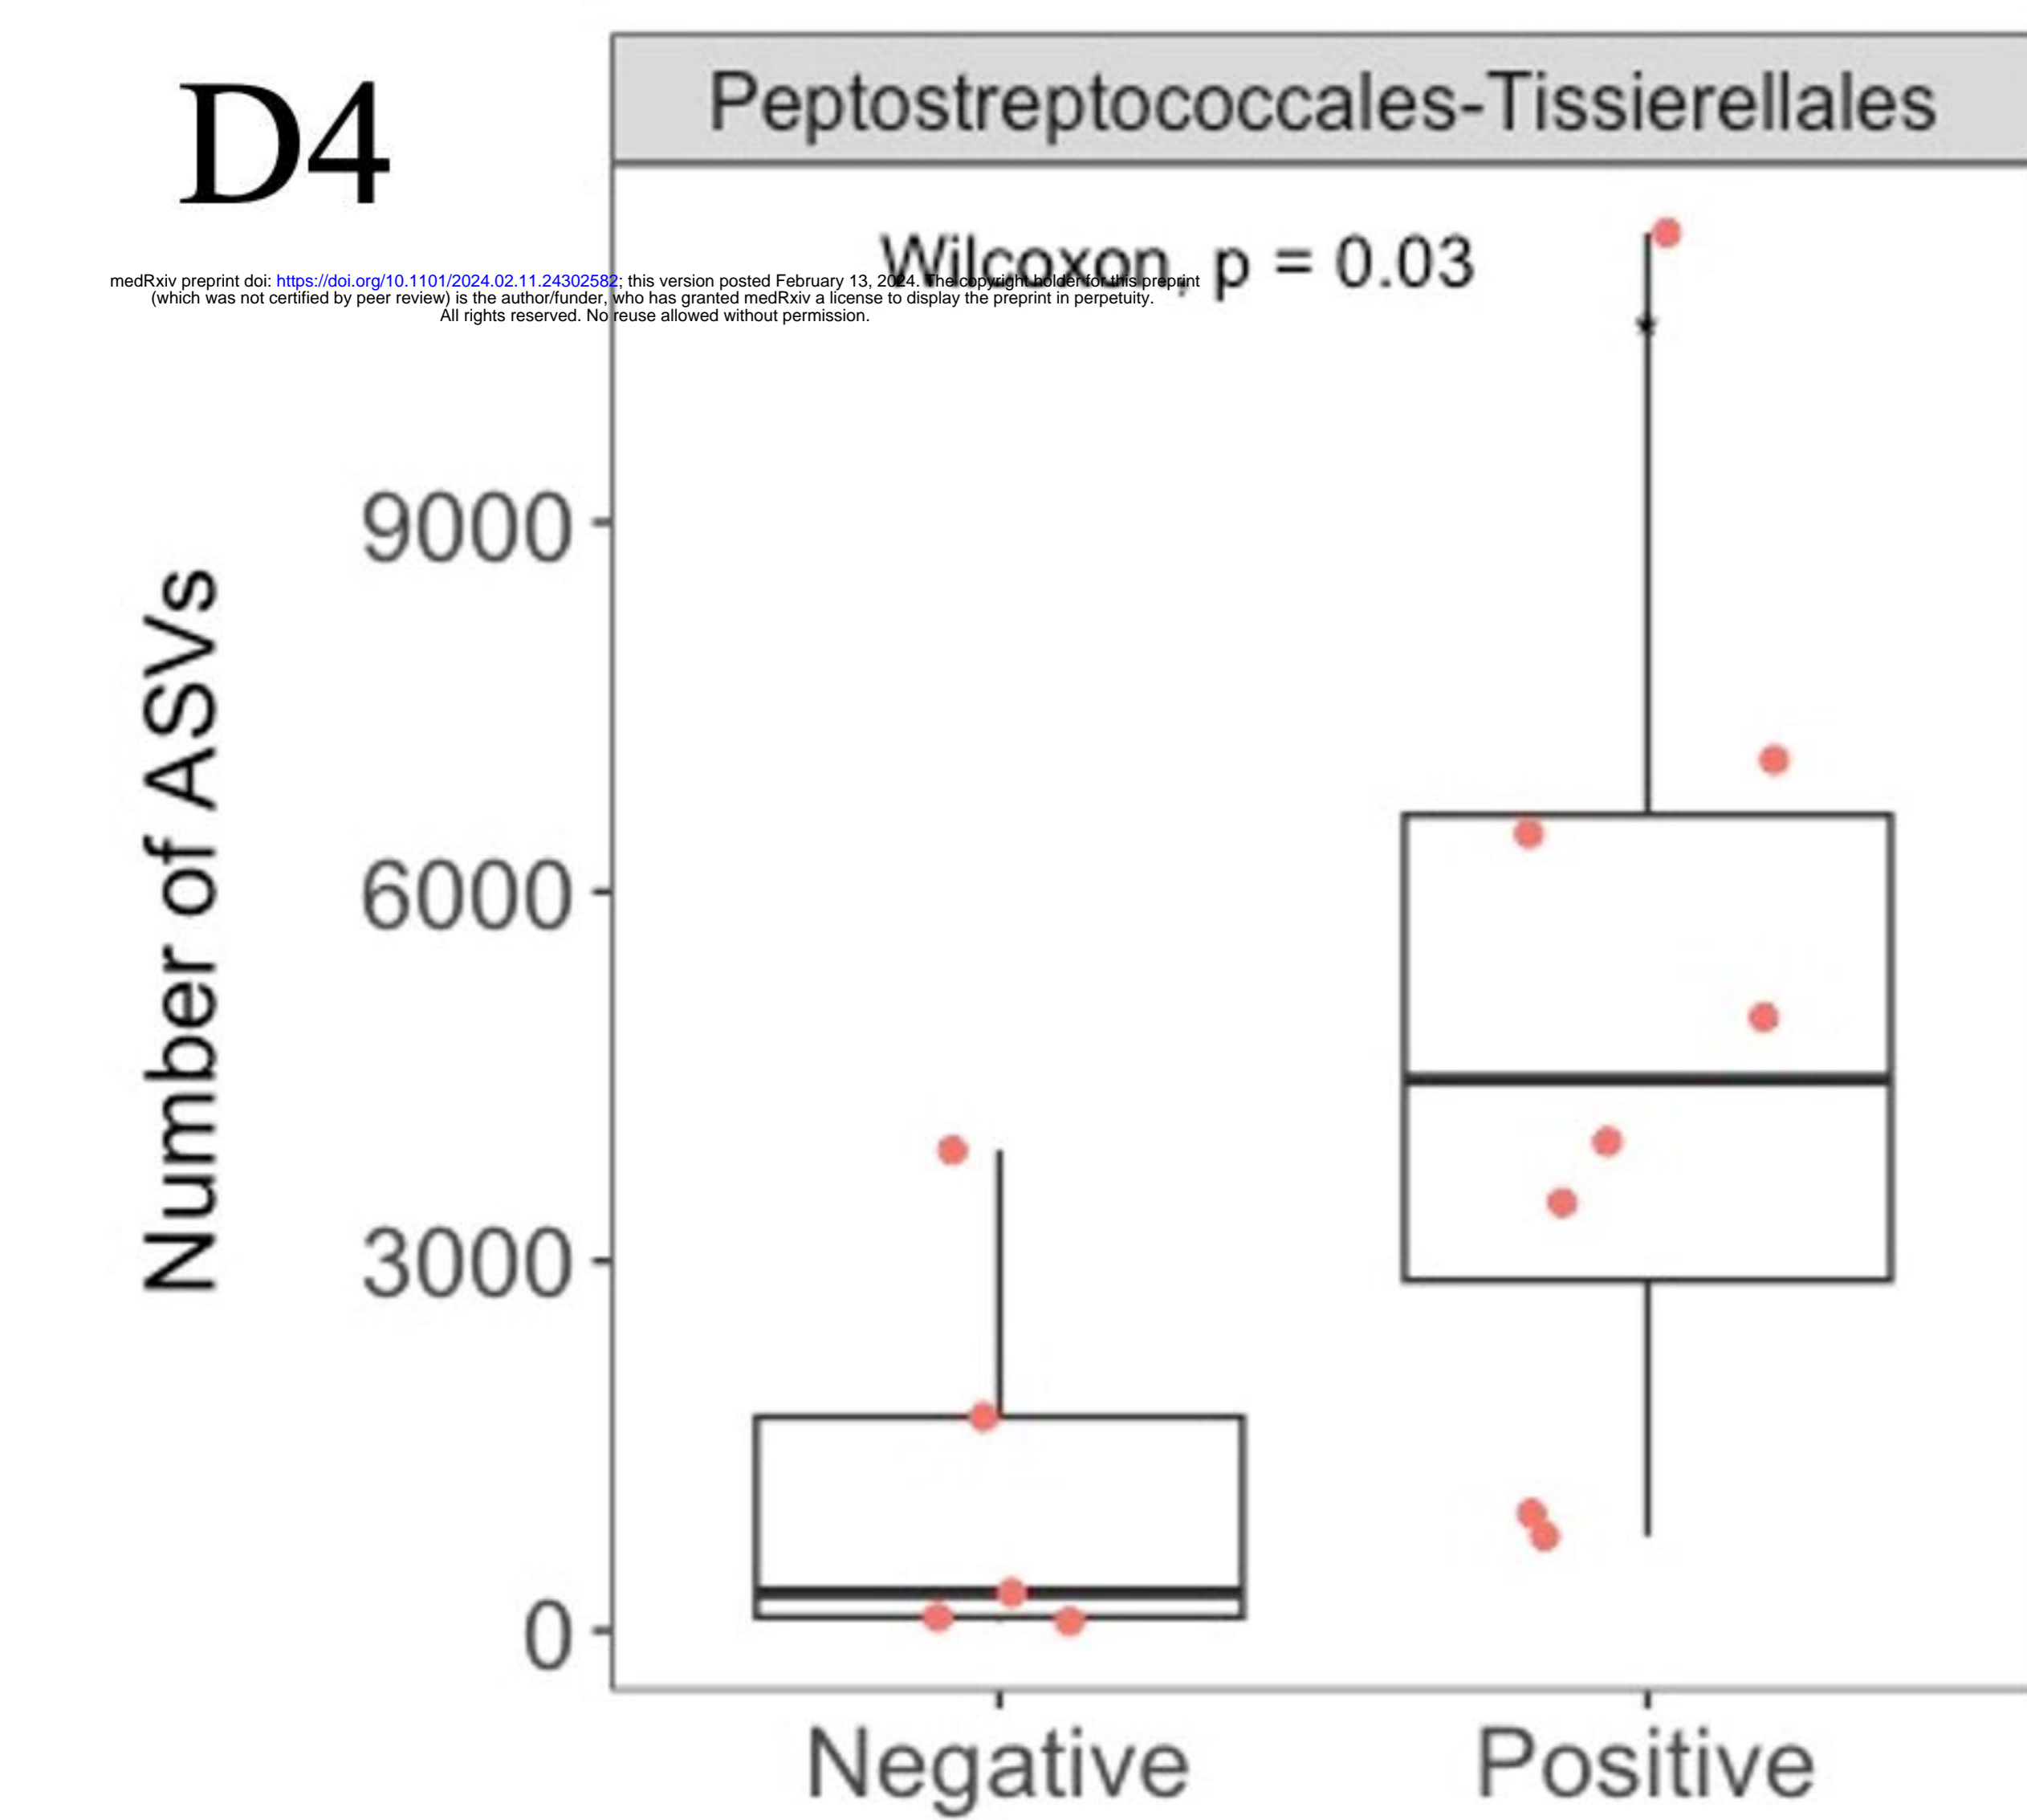 D4
Peptostreptococcales-Tissierellales
Wilcoxon, p = 0.03
*
medRxiv preprint doi: https://doi.org/10.1101/2024.02.11.24302582; this version posted February 13, 2024. The copyright holder for this preprint
(which was not certified by peer review) is the author/funder, who has granted medRxiv a license to display the preprint in perpetuity.
All rights reserved. No reuse allowed without permission.
Number of ASVs
9000
6000
3000
0
Negative
Positive